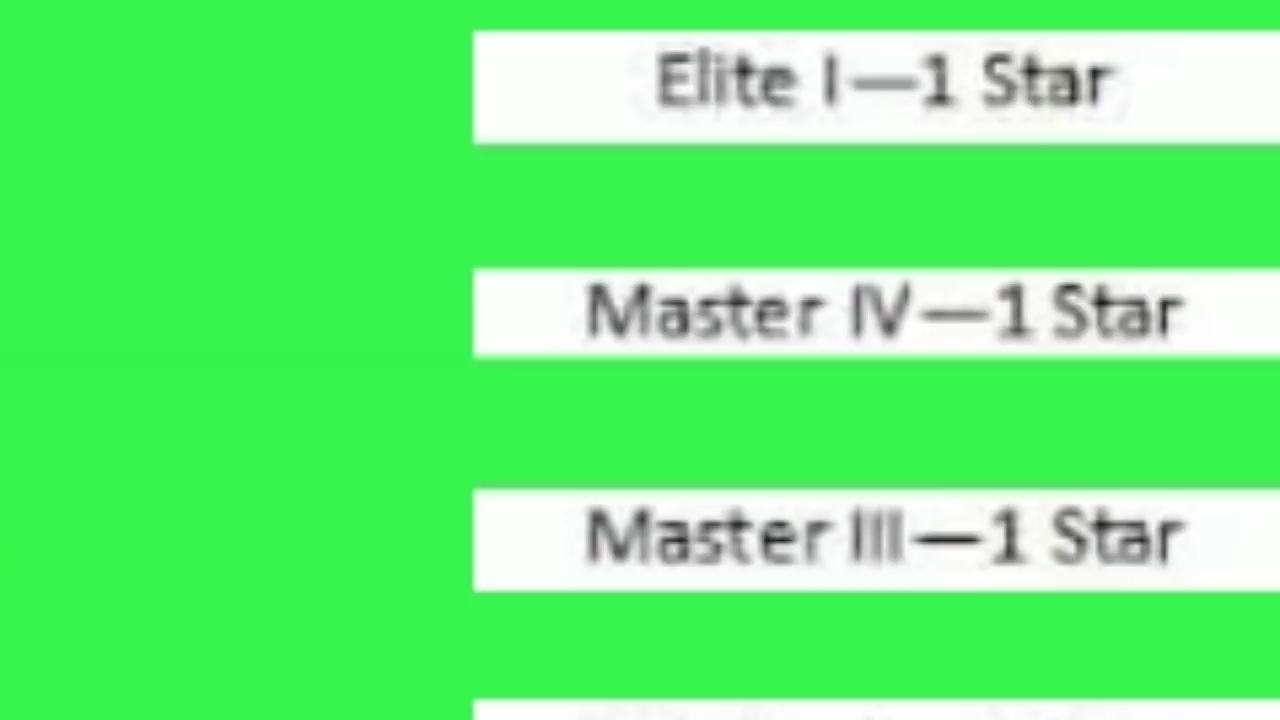 Elite I—1 Star
Master IV—1 Star
Master III—1 Star